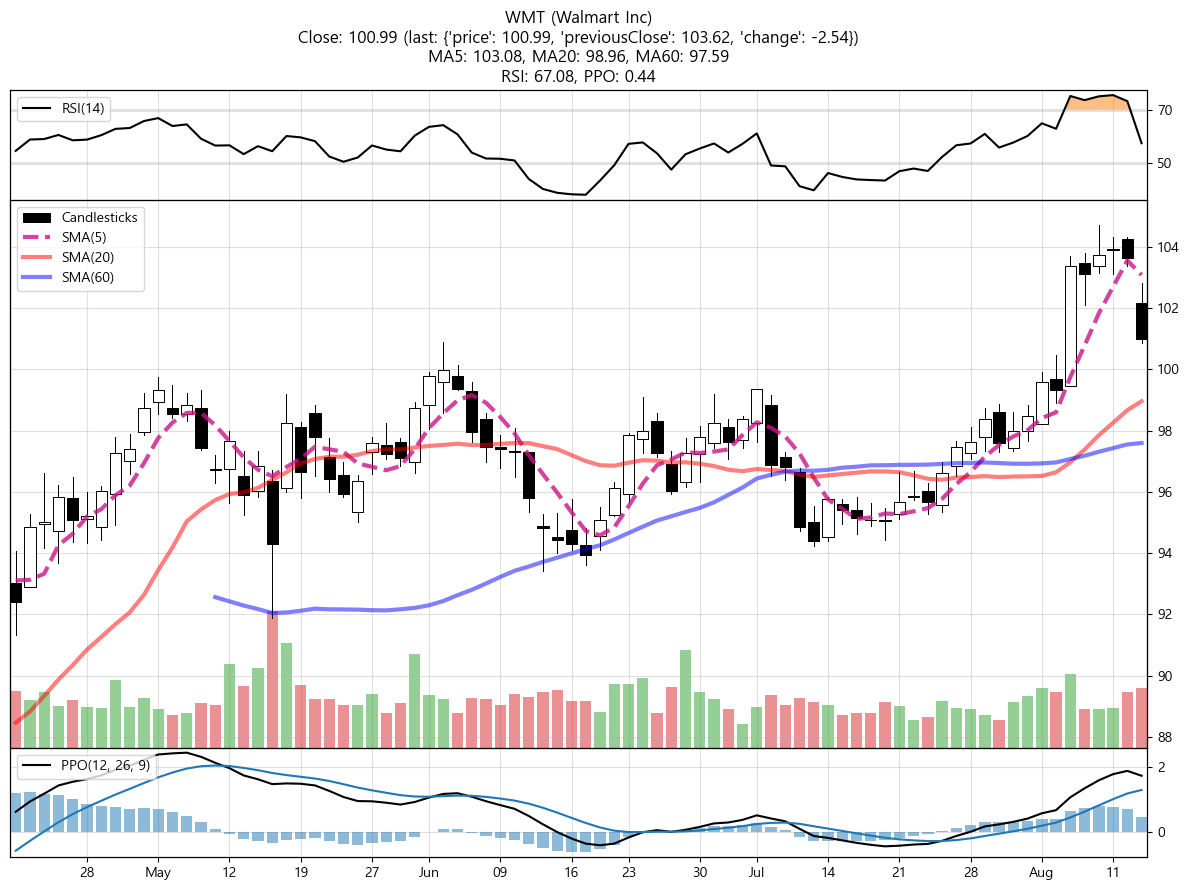 WMT (Walmart Inc)
Close: 100.99 (last: {'price': 100.99, 'previousClose': 103.62, 'change': -2.54})
MA5: 103.08, MA20: 98.96, MA60: 97.59
RSI: 67.08, PPO: 0.44
RSI(14)
70
50
Candlesticks
SMA(5)
SMA(20)
SMA(60)
104
102
100
98
96
94
92
90
88
PPO(12, 26, 9)
2
0
28 May 12 19 27 Jun 09 16 23 30 Jul 14 21 28 Aug 11